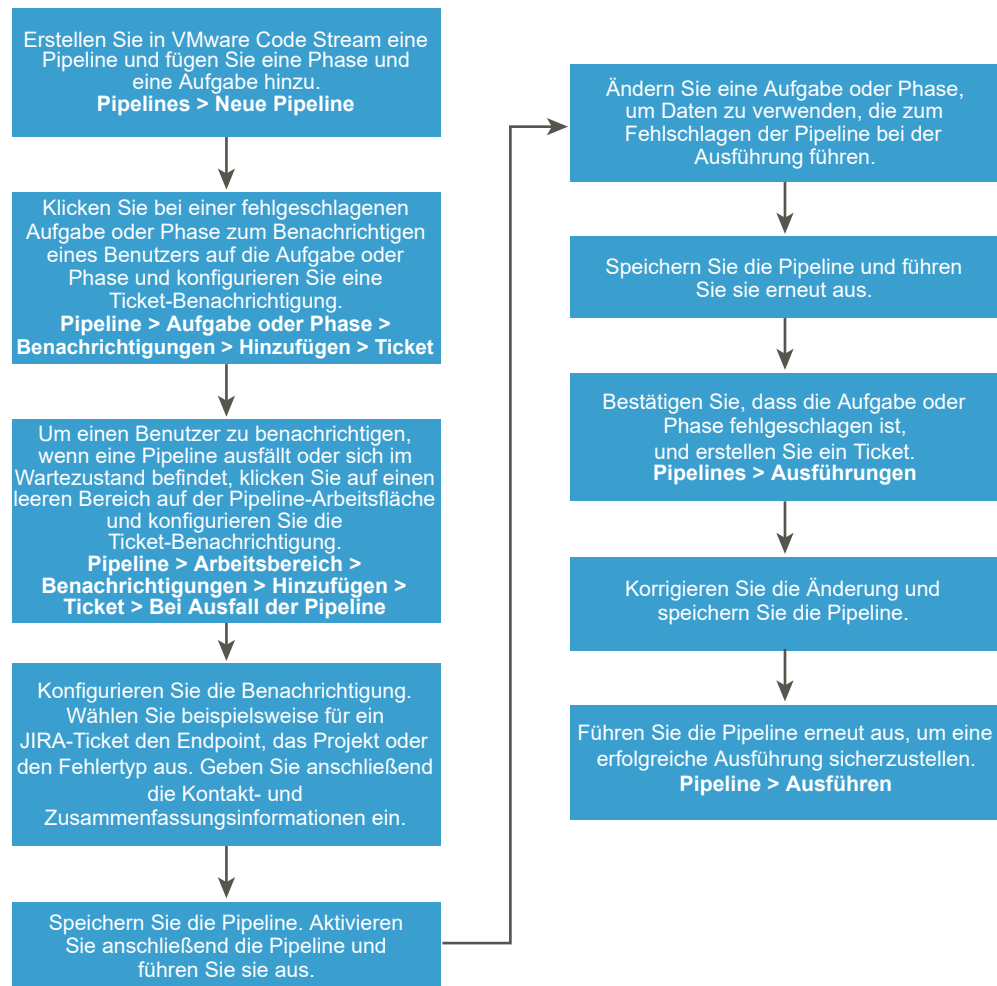 Erstellen Sie in VMware Code Stream eine
Pipeline und fügen Sie eine Phase und
eine Aufgabe hinzu.
Pipelines > Neue Pipeline
Klicken Sie bei einer fehlgeschlagenen
Aufgabe oder Phase zum Benachrichtigen
eines Benutzers auf die Aufgabe oder
Phase und konfigurieren Sie eine
Ticket-Benachrichtigung.
Pipeline > Aufgabe oder Phase >
Benachrichtigungen > Hinzufügen > Ticket
Um einen Benutzer zu benachrichtigen,
wenn eine Pipeline ausfällt oder sich im
Wartezustand befindet, klicken Sie auf einen
leeren Bereich auf der Pipeline-Arbeitsfläche
und konfigurieren Sie die
Ticket-Benachrichtigung.
Pipeline > Arbeitsbereich >
Benachrichtigungen > Hinzufügen >
Ticket > Bei Ausfall der Pipeline
Konfigurieren Sie die Benachrichtigung.
Wählen Sie beispielsweise für ein
JIRA-Ticket den Endpoint, das Projekt oder
den Fehlertyp aus. Geben Sie anschließend
die Kontakt- und
Zusammenfassungsinformationen ein.
Speichern Sie die Pipeline. Aktivieren
Sie anschließend die Pipeline und
führen Sie sie aus.
Ändern Sie eine Aufgabe oder Phase,
um Daten zu verwenden, die zum
Fehlschlagen der Pipeline bei der
Ausführung führen.
Speichern Sie die Pipeline und führen
Sie sie erneut aus.
Bestätigen Sie, dass die Aufgabe oder
Phase fehlgeschlagen ist,
und erstellen Sie ein Ticket.
Pipelines > Ausführungen
Korrigieren Sie die Änderung und
speichern Sie die Pipeline.
Führen Sie die Pipeline erneut aus, um eine
erfolgreiche Ausführung sicherzustellen.
Pipeline > Ausführen